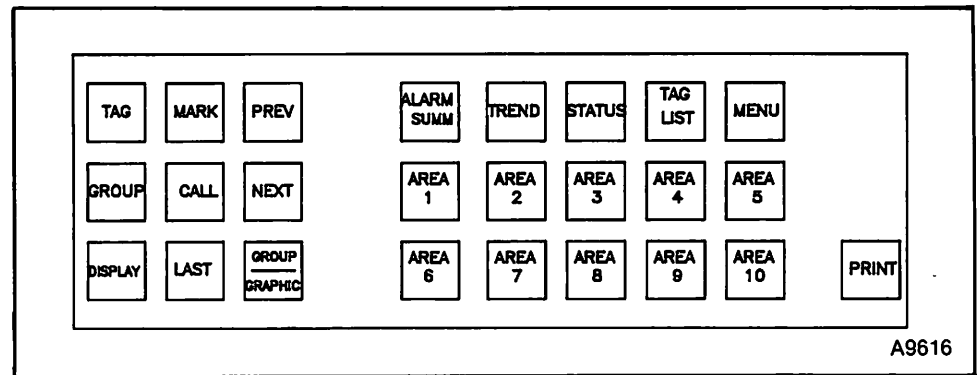 TAG MARK PREV ALARM SUMM TREND STATUS TAG LIST MENU
GROUP CALL NEXT AREA 1 AREA 2 AREA 3 AREA 4 AREA 5
DISPLAY LAST GROUP GRAPHIC AREA 6 AREA 7 AREA 8 AREA 9 AREA 10 PRINT
A9616